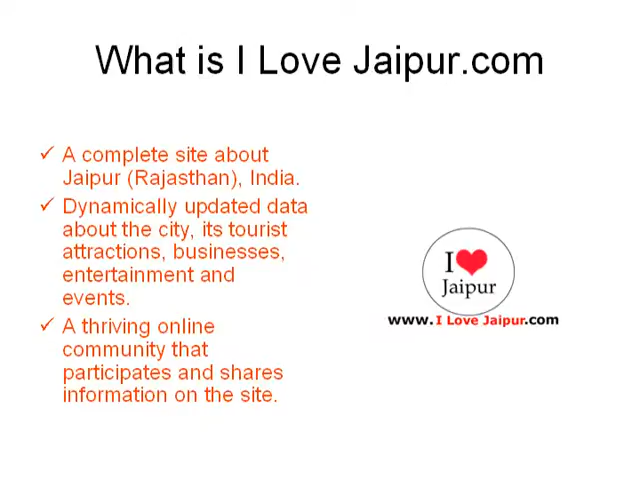 What is I Love Jaipur.com
A complete site about
Jaipur (Rajasthan), India.
Dynamically updated data
about the city, its tourist
attractions, businesses,
entertainment and
events.
A thriving online
community that
participates and shares
information on the site.
I
Jaipur
www.I Love Jaipur.com